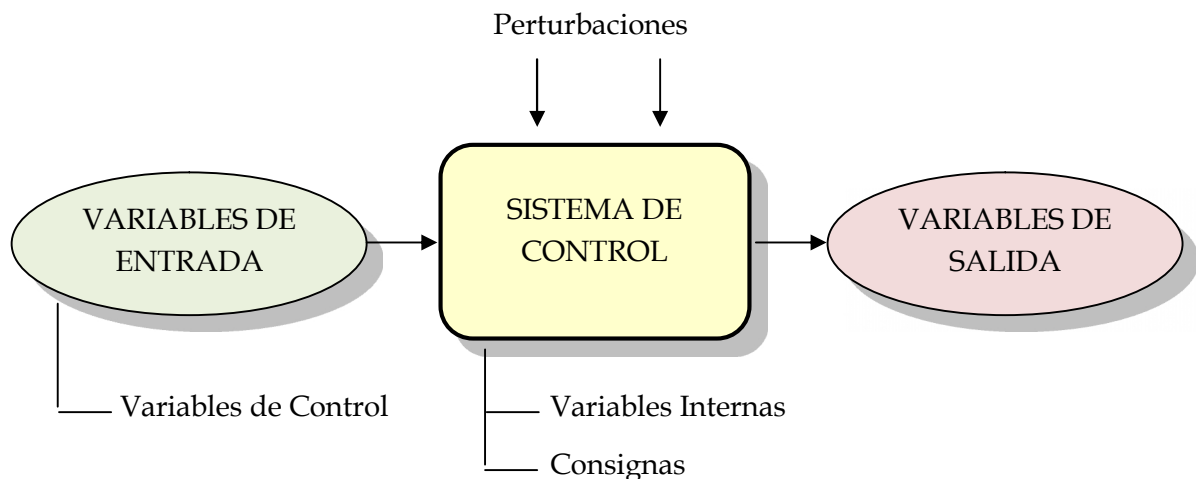 Perturbaciones
VARIABLES DE
ENTRADA
SISTEMA DE
CONTROL
VARIABLES DE
SALIDA
Variables de Control
Variables Internas
Consignas